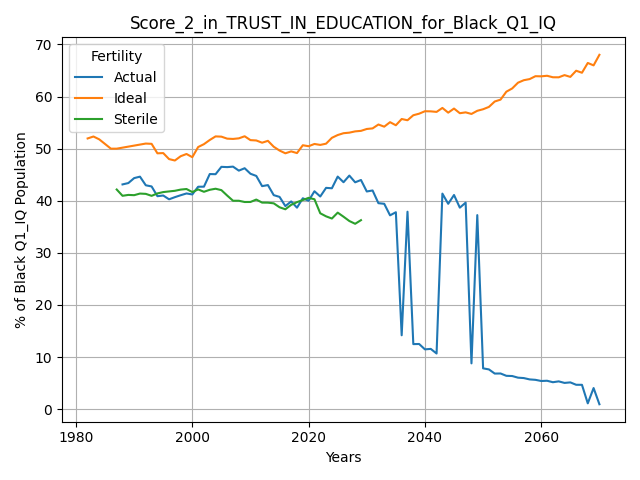 Score_2_in_TRUST_IN_EDUCATION_for_Black_Q1_IQ
Fertility
Actual
Ideal
Sterile
% of Black Q1_IQ Population
70
60
50
40
30
20
10
0
1980
2000
2020
2040
2060
Years